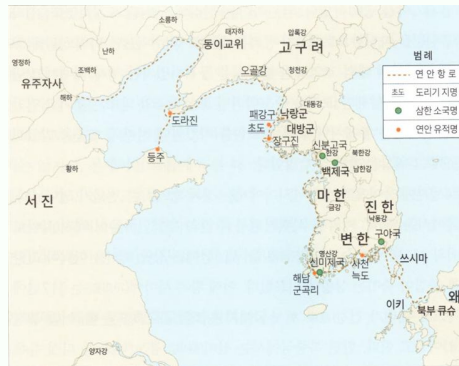 소릉하
태자하
동이교위
압록강
고구려
영정하
난하
조백하
유주자사
해하
오골강
청천강
대동강
도라진
패강구
낙랑군
초도
대방군
장구진
등주
황하
신분고국
한강
북한강
백제국
남한강
서진
마한
금강
진한
낙동강
변한
구야국
영산강
신미제국
사천
늑도
쓰시마
해남
군곡리
이키
왜
북부 큐슈
양자강
범례
연안항로
초도 도리기 지명
삼한 소국명
연안 유적명